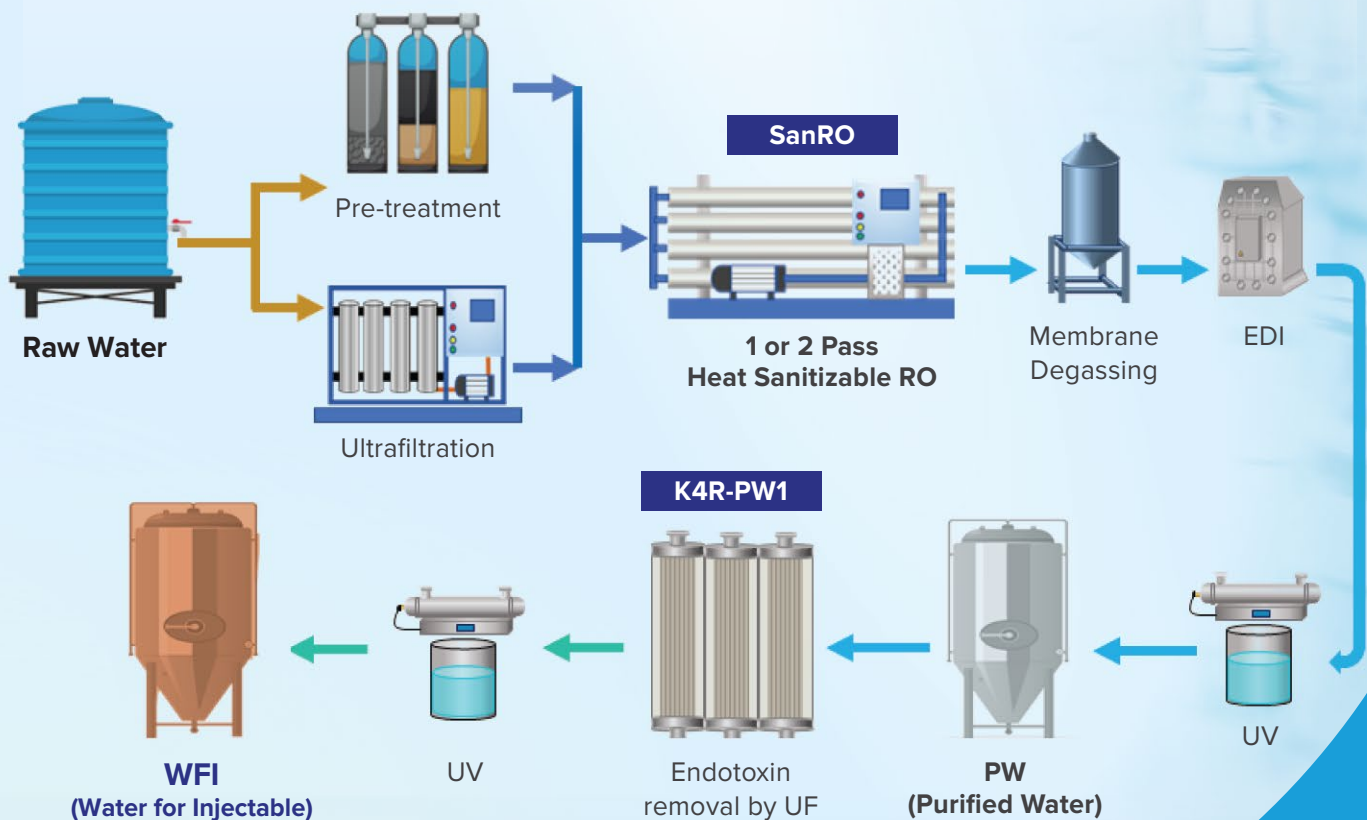 Pre-treatment
Raw Water
Ultrafiltration
SanRO
1 or 2 Pass
Heat Sanitizable RO
Membrane
Degassing
EDI
UV
PW
(Purified Water)
K4R-PW1
Endotoxin
removal by UF
UV
WFI
(Water for Injectable)